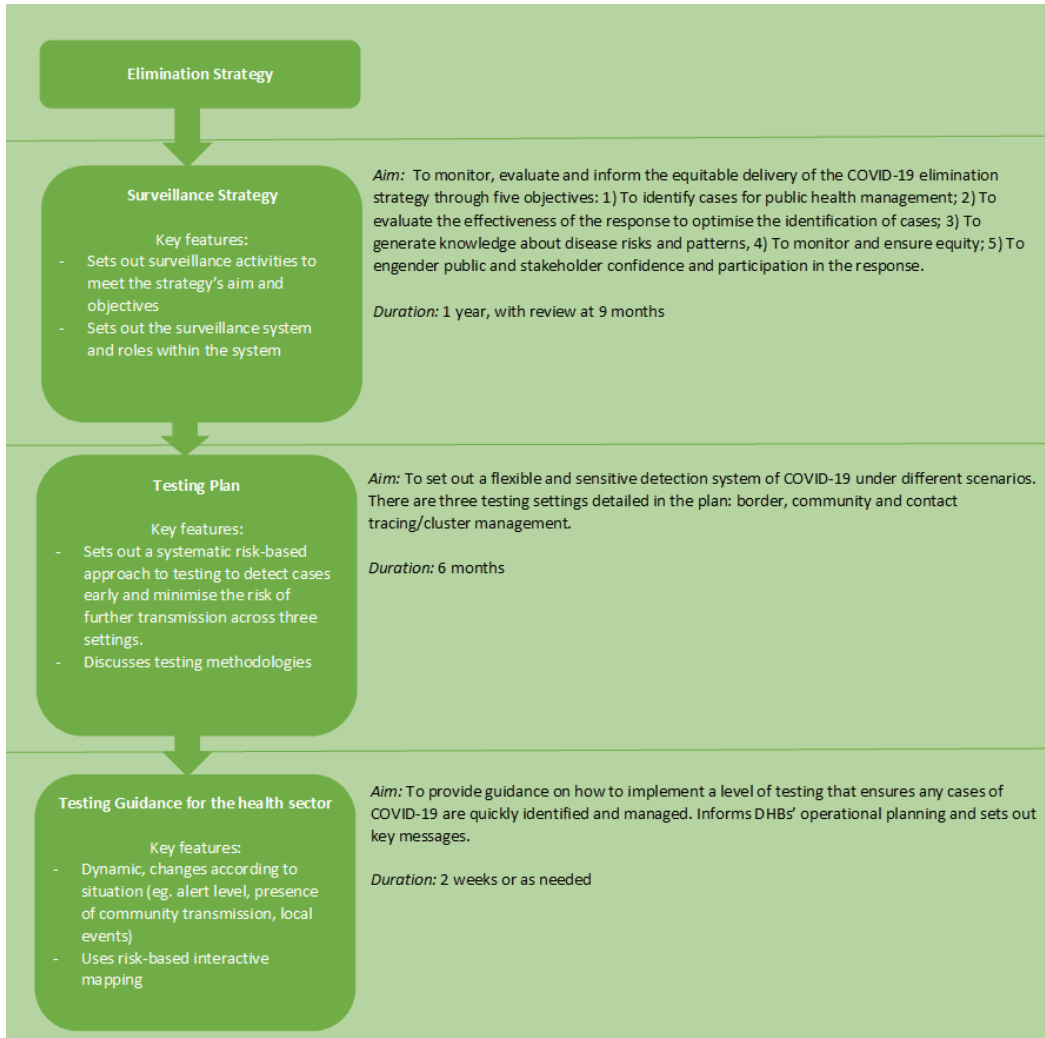 Elimination Strategy
Surveillance Strategy
Key features:
- Sets out surveillance activities to
meet the strategy's aim and
objectives
- Sets out the surveillance system
and roles within the system
Aim: To monitor, evaluate and inform the equitable delivery of the COVID-19 elimination
strategy through five objectives: 1) To identify cases for public health management; 2) To
evaluate the effectiveness of the response to optimise the identification of cases; 3) To
generate knowledge about disease risks and patterns, 4) To monitor and ensure equity; 5) To
engender public and stakeholder confidence and participation in the response.
Duration: 1 year, with review at 9 months
Testing Plan
Key features:
- Sets out a systematic risk-based
approach to testing to detect cases
early and minimise the risk of
further transmission across three
settings.
- Discusses testing methodologies
Aim: To set out a flexible and sensitive detection system of COVID-19 under different scenarios.
There are three testing settings detailed in the plan: border, community and contact
tracing/cluster management.
Duration: 6 months
Testing Guidance for the health sector
Key features:
- Dynamic, changes according to
situation (eg. alert level, presence
of community transmission, local
events)
- Uses risk-based interactive
mapping
Aim: To provide guidance on how to implement a level of testing that ensures any cases of
COVID-19 are quickly identified and managed. Informs DHBs' operational planning and sets out
key messages.
Duration: 2 weeks or as needed